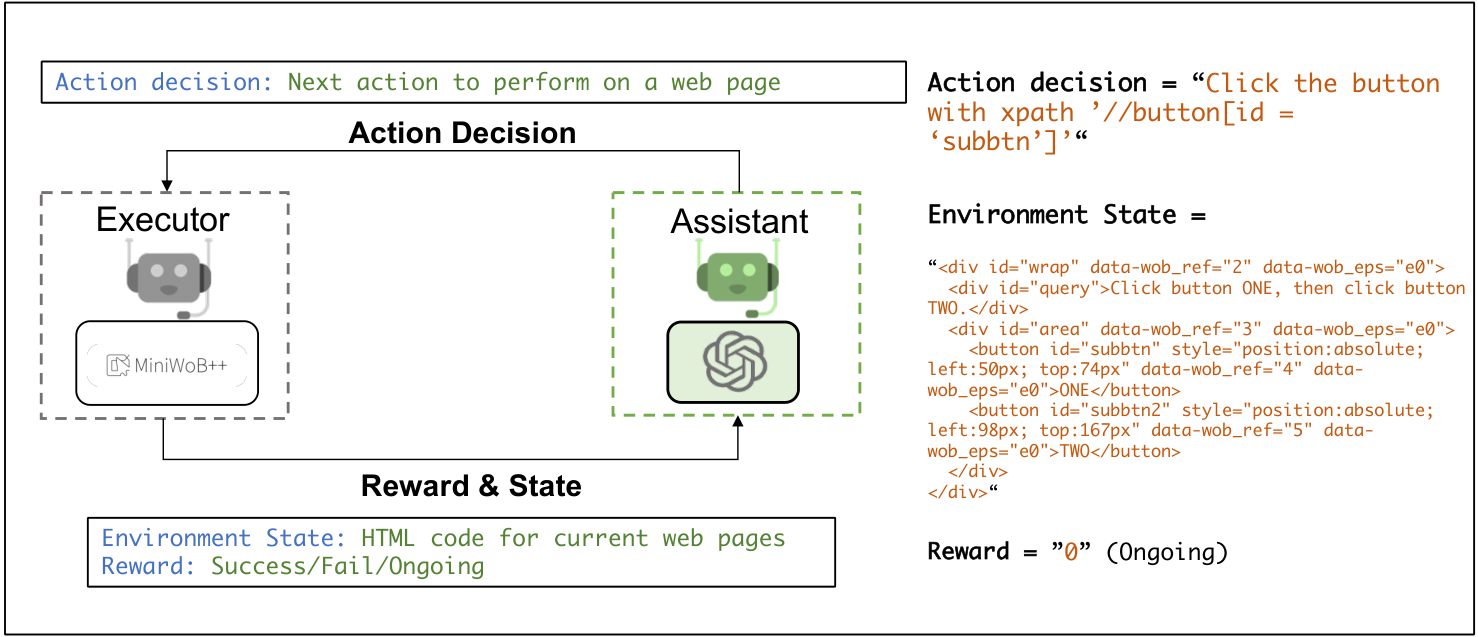 Action decision: Next action to perform on a web page
Action Decision
Executor
Assistant
MiniWoB++
Reward & State
Environment State: HTML code for current web pages
Reward: Success/Fail/Ongoing
Action decision = “Click the button
with xpath ’//button[id =
‘subbtn’]’“
Environment State =
“<div id="wrap" data-wob_ref="2" data-wob_eps="e0">
  <div id="query">Click button ONE, then click button
TWO.</div>
  <div id="area" data-wob_ref="3" data-wob_eps="e0">
    <button id="subbtn" style="position:absolute;
left:50px; top:74px" data-wob_ref="4" data-
wob_eps="e0">ONE</button>
    <button id="subbtn2" style="position:absolute;
left:98px; top:167px" data-wob_ref="5" data-
wob_eps="e0">TWO</button>
  </div>
</div>“
Reward = ”0” (Ongoing)